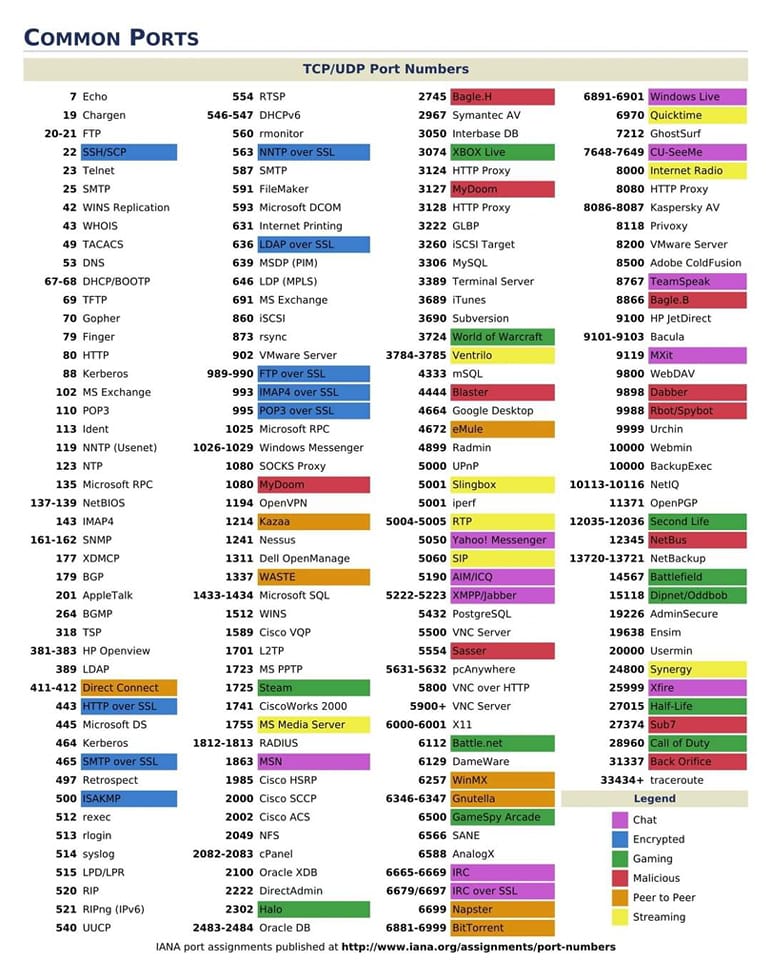 COMMON PORTS
TCP/UDP Port Numbers
7 Echo
19 Chargen
20-21 FTP
22 SSH/SCP
23 Telnet
25 SMTP
42 WINS Replication
43 WHOIS
49 TACACS
53 DNS
67-68 DHCP/BOOTP
69 TFTP
70 Gopher
79 Finger
80 HTTP
88 Kerberos
102 MS Exchange
110 POP3
113 Ident
119 NNTP (Usenet)
123 NTP
135 Microsoft RPC
137-139 NetBIOS
143 IMAP4
161-162 SNMP
177 XDMCP
179 BGP
201 AppleTalk
264 BGMP
318 TSP
381-383 HP Openview
389 LDAP
411-412 Direct Connect
443 HTTP over SSL
445 Microsoft DS
464 Kerberos
465 SMTP over SSL
497 Retrospect
500 ISAKMP
512 rexec
513 rlogin
514 syslog
515 LPD/LPR
520 RIP
521 RIPng (IPv6)
540 UUCP
554 RTSP
546-547 DHCPv6
560 rmonitor
563 NNTP over SSL
587 SMTP
591 FileMaker
593 Microsoft DCOM
631 Internet Printing
636 LDAP over SSL
639 MSDP (PIM)
646 LDP (MPLS)
691 MS Exchange
860 iSCSI
873 rsync
902 VMware Server
989-990 FTP over SSL
993 IMAP4 over SSL
995 POP3 over SSL
1025 Microsoft RPC
1026-1029 Windows Messenger
1080 SOCKS Proxy
1080 MyDoom
1194 OpenVPN
1214 Kazaa
1241 Nessus
1311 Dell OpenManage
1337 WASTE
1433-1434 Microsoft SQL
1512 WINS
1589 Cisco VQP
1701 L2TP
1723 MS PPTP
1725 Steam
1741 CiscoWorks 2000
1755 MS Media Server
1812-1813 RADIUS
1863 MSN
1985 Cisco HSRP
2000 Cisco SCCP
2002 Cisco ACS
2049 NFS
2082-2083 cPanel
2100 Oracle XDB
2222 DirectAdmin
2302 Halo
2483-2484 Oracle DB
2745 Bagle.H
2967 Symantec AV
3050 Interbase DB
3074 XBOX Live
3124 HTTP Proxy
3127 MyDoom
3128 HTTP Proxy
3222 GLBP
3260 iSCSI Target
3306 MySQL
3389 Terminal Server
3689 iTunes
3690 Subversion
3724 World of Warcraft
3784-3785 Ventrilo
4333 mSQL
4444 Blaster
4664 Google Desktop
4672 eMule
4899 Radmin
5000 UPnP
5001 Slingbox
5001 iperf
5004-5005 RTP
5050 Yahoo! Messenger
5060 SIP
5190 AIM/ICQ
5222-5223 XMPP/Jabber
5432 PostgreSQL
5500 VNC Server
5554 Sasser
5631-5632 pcAnywhere
5800 VNC over HTTP
5900+ VNC Server
6000-6001 X11
6112 Battle.net
6129 DameWare
6257 WinMX
6346-6347 Gnutella
6500 GameSpy Arcade
6566 SANE
6588 AnalogX
6665-6669 IRC
6679/6697 IRC over SSL
6699 Napster
6881-6999 BitTorrent
6891-6901 Windows Live
6970 Quicktime
7212 GhostSurf
7648-7649 CU-SeeMe
8000 Internet Radio
8080 HTTP Proxy
8086-8087 Kaspersky AV
8118 Privoxy
8200 VMware Server
8500 Adobe ColdFusion
8767 TeamSpeak
8866 Bagle.B
9100 HP JetDirect
9101-9103 Bacula
9119 MXit
9800 WebDAV
9898 Dabber
9988 Rbot/Spybot
9999 Urchin
10000 Webmin
10000 BackupExec
10113-10116 NetIQ
11371 OpenPGP
12035-12036 Second Life
12345 NetBus
13720-13721 NetBackup
14567 Battlefield
15118 Dipnet/Oddbob
19226 AdminSecure
19638 Ensim
20000 Usermin
24800 Synergy
25999 Xfire
27015 Half-Life
27374 Sub7
28960 Call of Duty
31337 Back Orifice
33434+ traceroute
Legend
Chat
Encrypted
Gaming
Malicious
Peer to Peer
Streaming
IANA port assignments published at http://www.iana.org/assignments/port-numbers